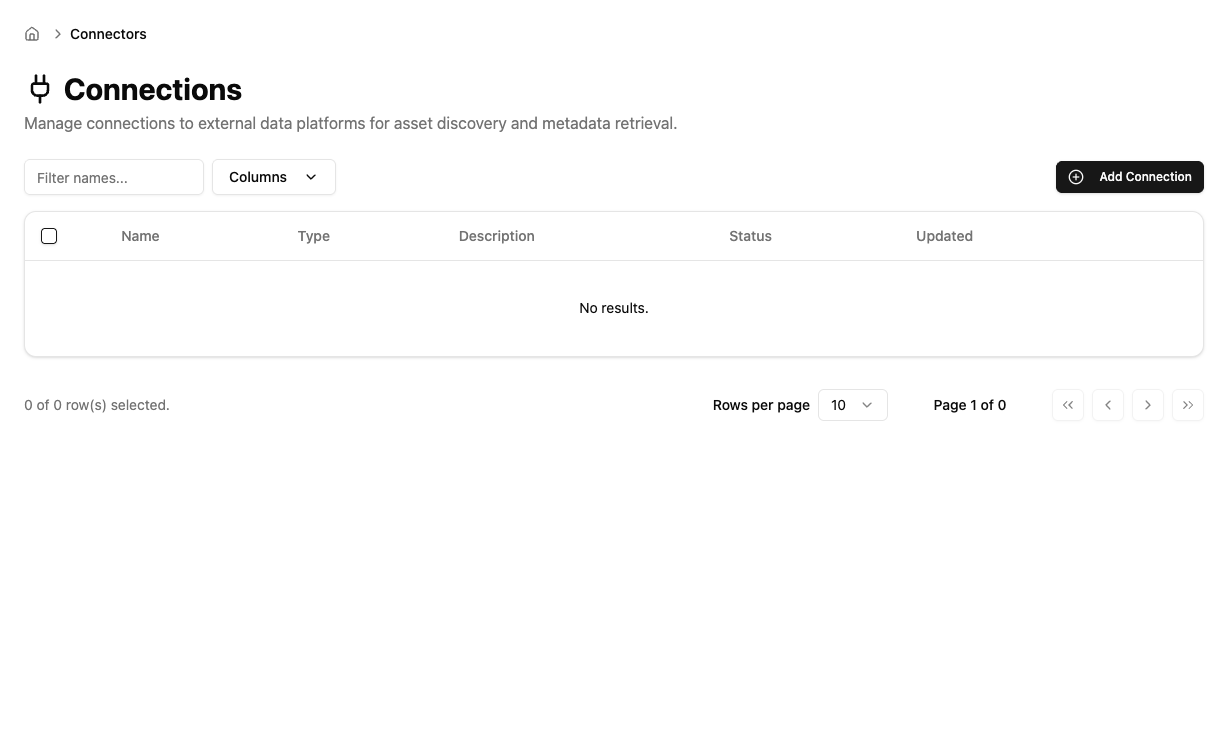 Connectors
Connections
Manage connections to external data platforms for asset discovery and metadata retrieval.
Filter names...
Columns
Add Connection
Name Type Description Status Updated
No results.
0 of 0 row(s) selected.
Rows per page 10 Page 1 of 0